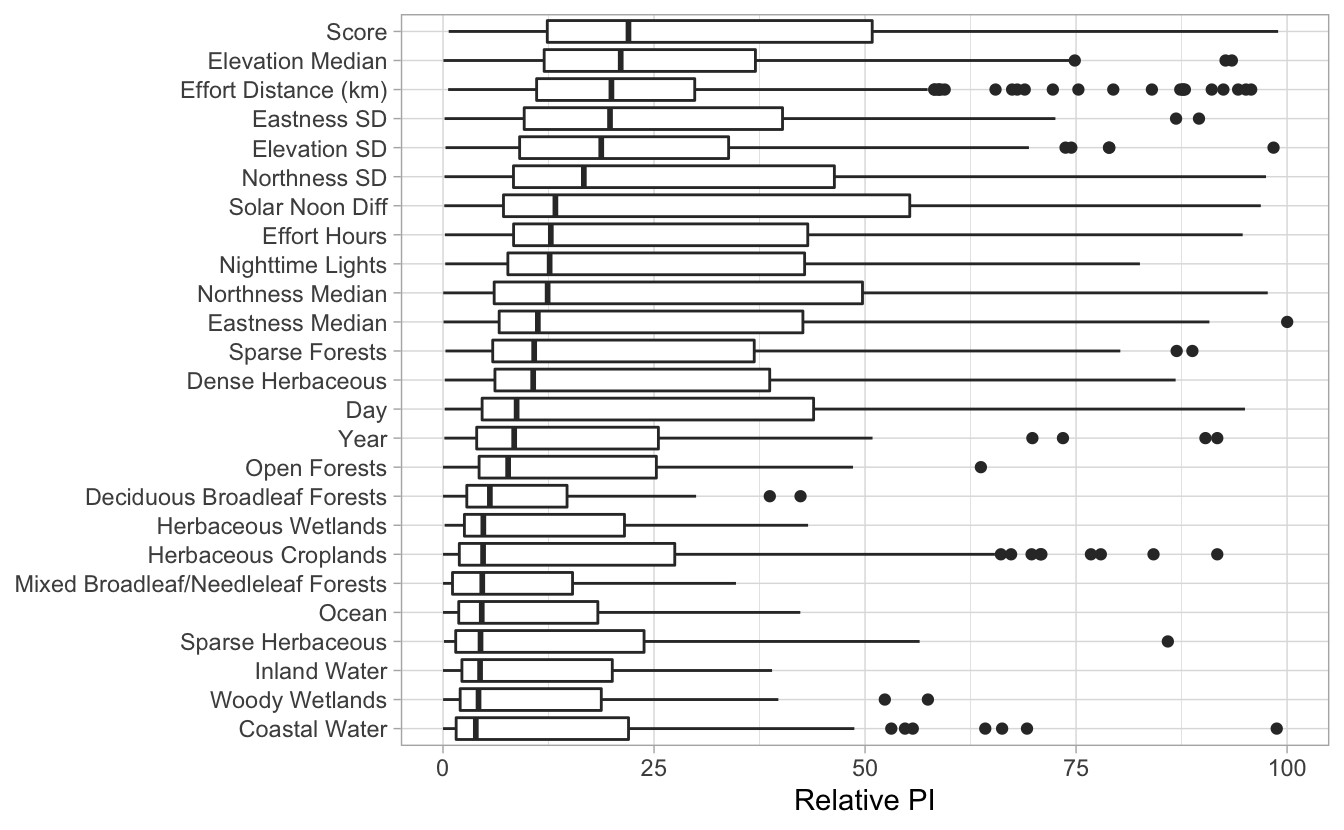 Score
Elevation Median
Effort Distance (km)
Eastness SD
Elevation SD
Northness SD
Solar Noon Diff
Effort Hours
Nighttime Lights
Northness Median
Eastness Median
Sparse Forests
Dense Herbaceous
Day
Year
Open Forests
Deciduous Broadleaf Forests
Herbaceous Wetlands
Herbaceous Croplands
Mixed Broadleaf/Needleleaf Forests
Ocean
Sparse Herbaceous
Inland Water
Woody Wetlands
Coastal Water
0 25 50 75 100
Relative PI